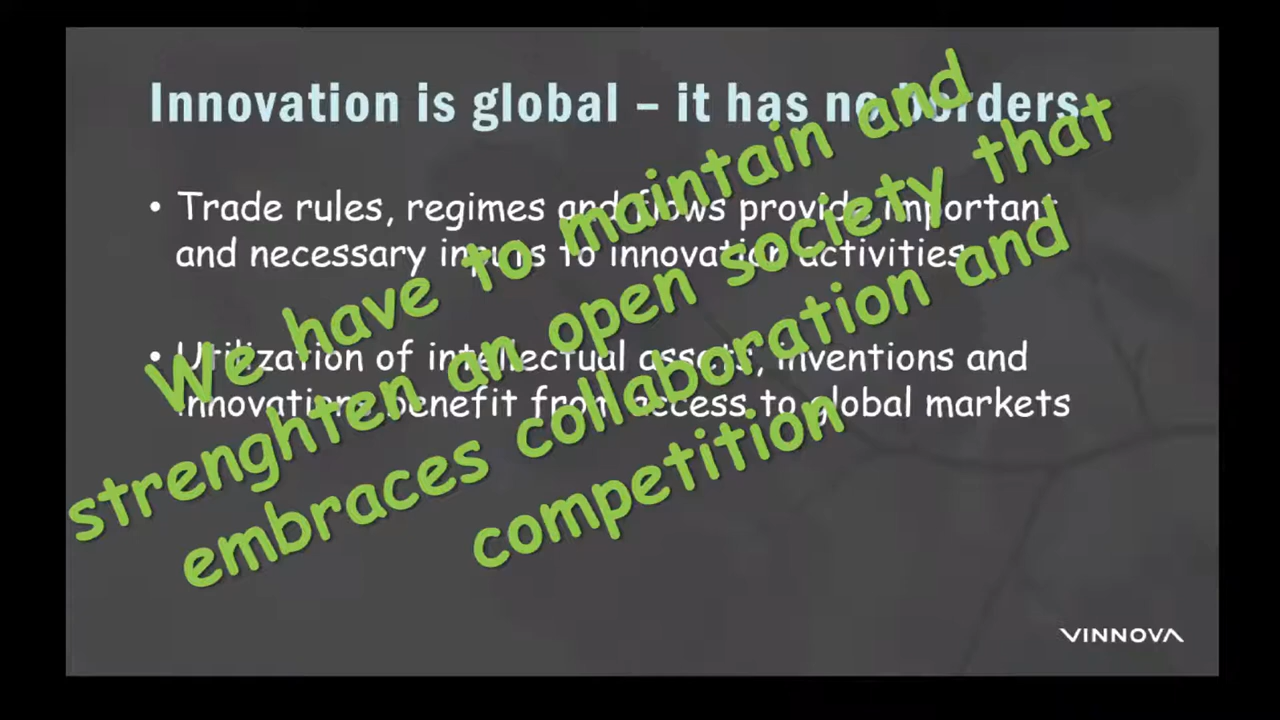 Innovation is global – it has no borders
• Trade rules, regimes and flows provide important
and necessary inputs to innovation activities
• Utilization of intellectual assets, inventions and
innovations benefit from access to global markets
We have to maintain and
strenghten an open society that
embraces collaboration and
competition
VINNOVA